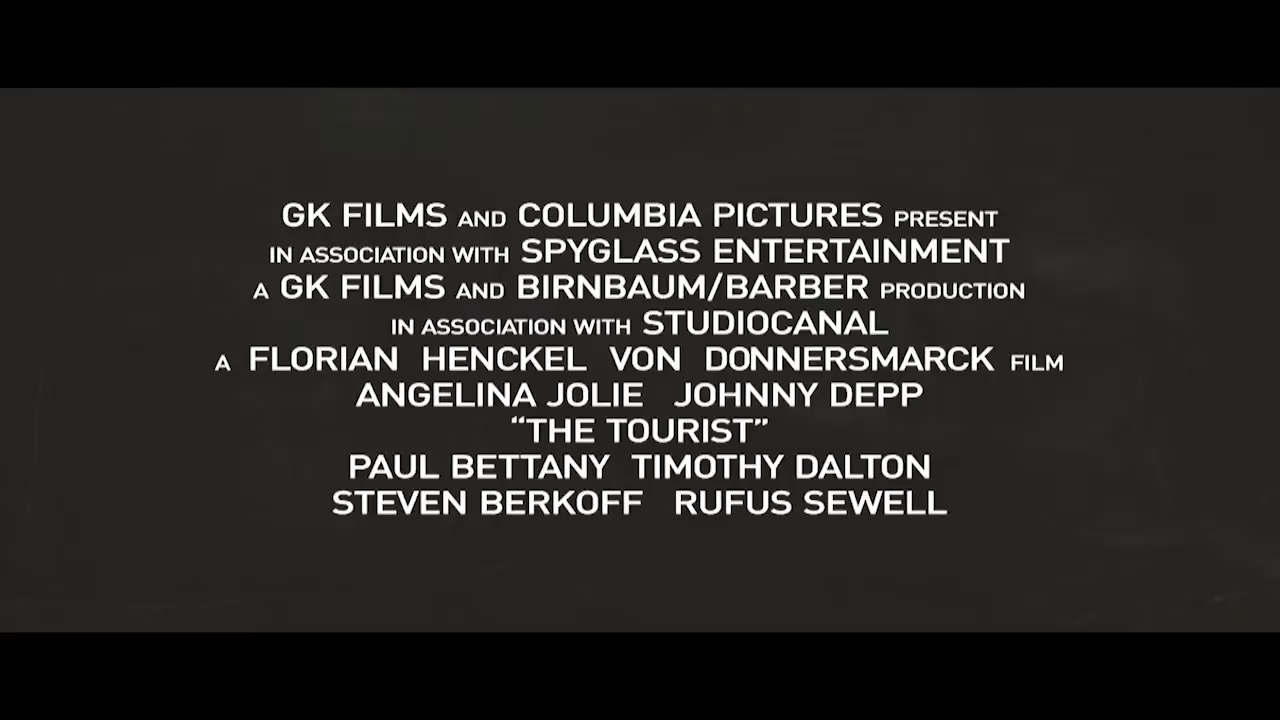 GK FILMS AND COLUMBIA PICTURES PRESENT
IN ASSOCIATION WITH SPYGLASS ENTERTAINMENT
A GK FILMS AND BIRNBAUM/BARBER PRODUCTION
IN ASSOCIATION WITH STUDIOCANAL
A FLORIAN HENCKEL VON DONNERSMARCK FILM
ANGELINA JOLIE JOHNNY DEPP
“THE TOURIST”
PAUL BETTANY TIMOTHY DALTON
STEVEN BERKOFF RUFUS SEWELL